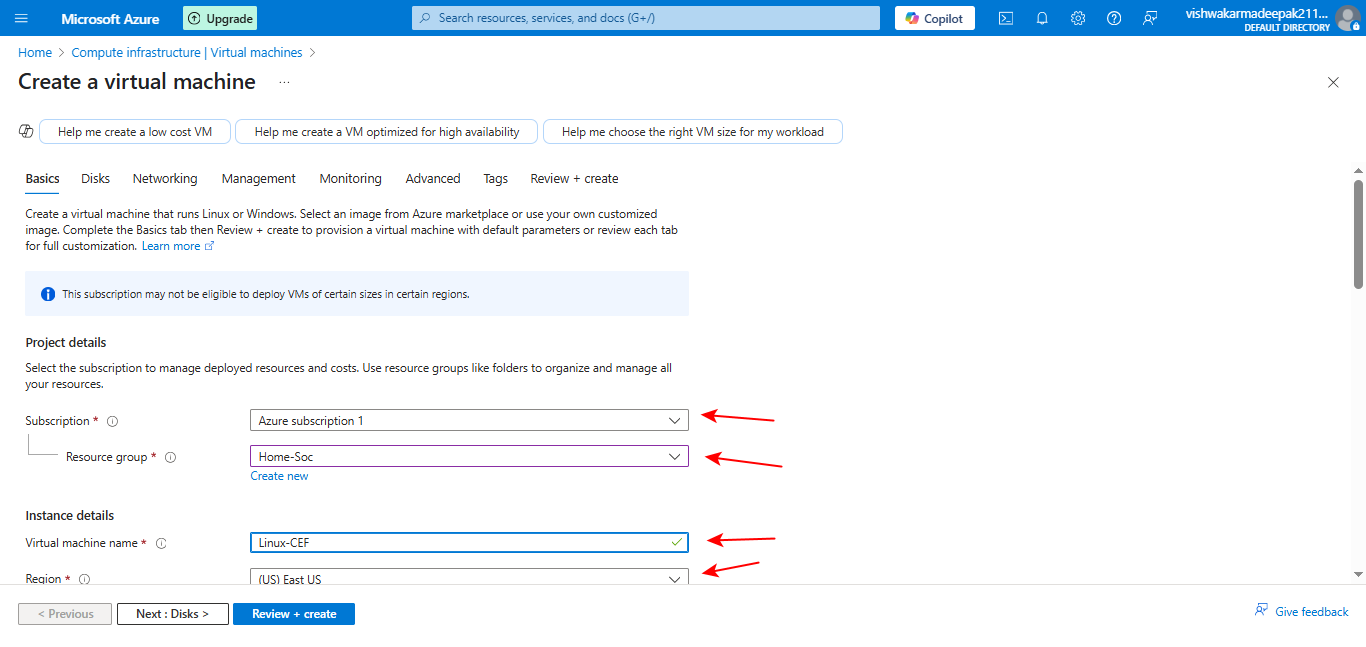 Microsoft Azure
Upgrade
Search resources, services, and docs (G+/)
Copilot
vishwakarmadeepak211...
DEFAULT DIRECTORY
Home > Compute infrastructure | Virtual machines >
Create a virtual machine ...
Help me create a low cost VM
Help me create a VM optimized for high availability
Help me choose the right VM size for my workload
Basics Disks Networking Management Monitoring Advanced Tags Review + create
Create a virtual machine that runs Linux or Windows. Select an image from Azure marketplace or use your own customized
image. Complete the Basics tab then Review + create to provision a virtual machine with default parameters or review each tab
for full customization. Learn more
This subscription may not be eligible to deploy VMs of certain sizes in certain regions.
Project details
Select the subscription to manage deployed resources and costs. Use resource groups like folders to organize and manage all
your resources.
Subscription * Azure subscription 1
Resource group * Home-Soc
Create new
Instance details
Virtual machine name * Linux-CEF
Region * (US) East US
< Previous
Next : Disks >
Review + create
Give feedback